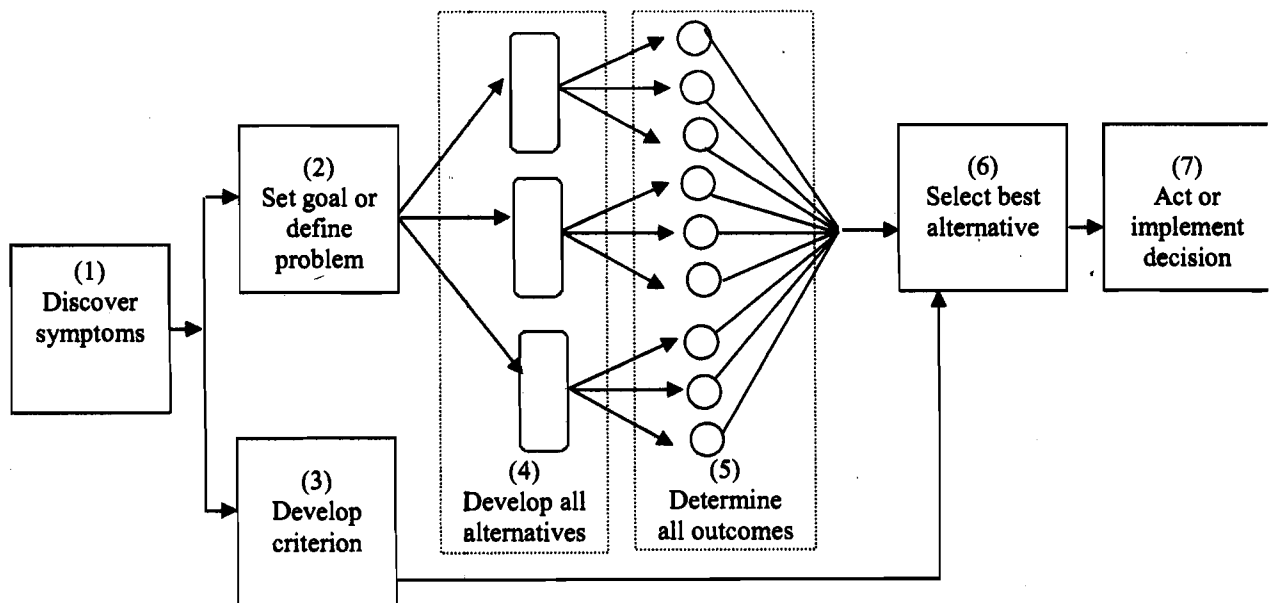 (1)
Discover
symptoms
(2)
Set goal or
define
problem
(3)
Develop
criterion
(4)
Develop all
alternatives
(5)
Determine
all outcomes
(6)
Select best
alternative
(7)
Act or
implement
decision